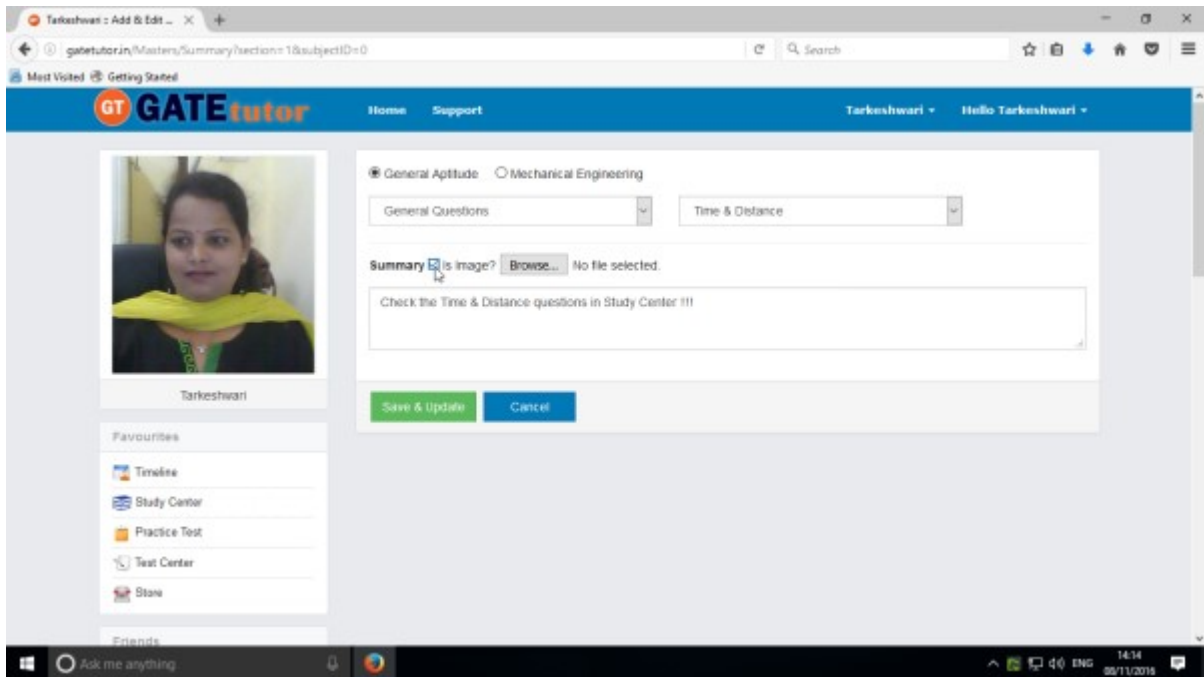 Tarkeshwari :: Add & Edit ...
gatetutor.in/Masters/Summary?section=1&subjectID=0
Search
Most Visited Getting Started
GT GATEtutor Home Support Tarkeshwari Hello Tarkeshwari
General Aptitude Mechanical Engineering
General Questions Time & Distance
Summary Is Image? Browse... No file selected.
Check the Time & Distance questions in Study Center !!!
Save & Update Cancel
Tarkeshwari
Favourites
Timeline
Study Center
Practice Test
Test Center
Store
Friends
Ask me anything ENG 14:14
06/11/2016